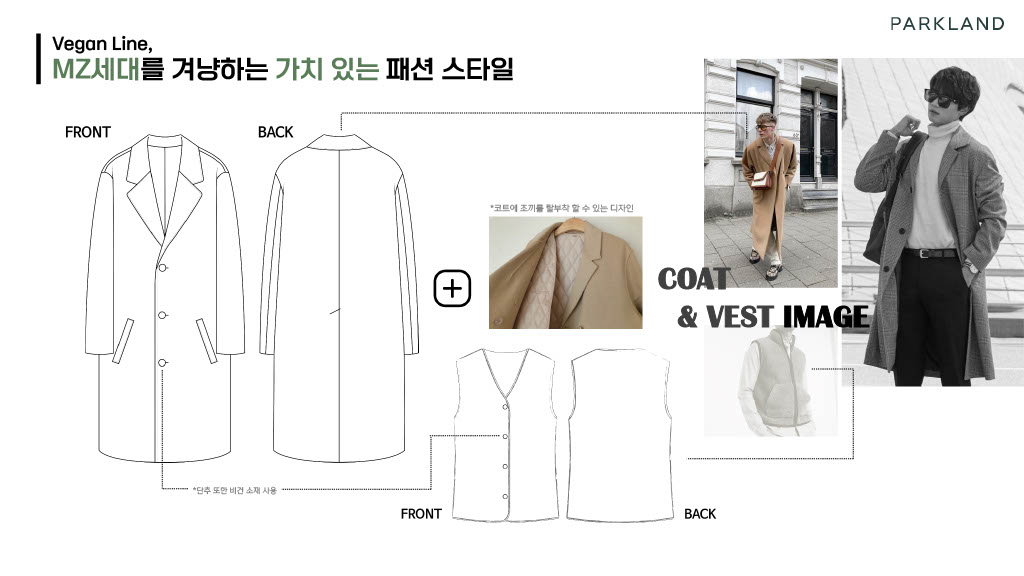 PARKLAND
Vegan Line,
MZ세대를 겨냥하는 가치 있는 패션 스타일
FRONT
BACK
*코트에 조끼를 탈부착 할 수 있는 디자인
COAT
& VEST IMAGE
*단추 또한 비건 소재 사용
FRONT
BACK